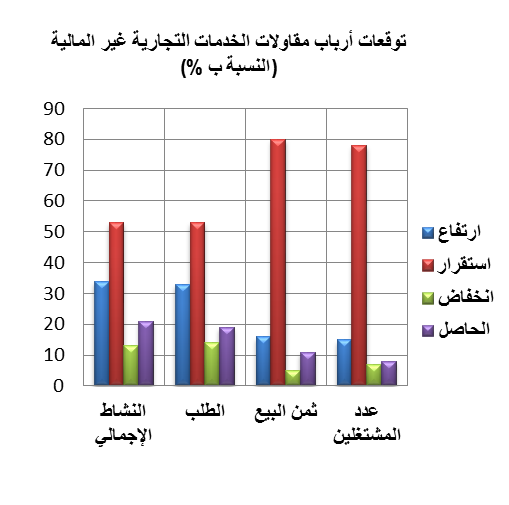 توقعات أرباب مقاولات الخدمات التجارية غير المالية
(النسبة ب %)
90
80
70
60
50
40
30
20
10
0
ارتفاع
استقرار
انخفاض
الحاصل
النشاط الإجمالي
الطلب
ثمن البيع
عدد المشتغلين